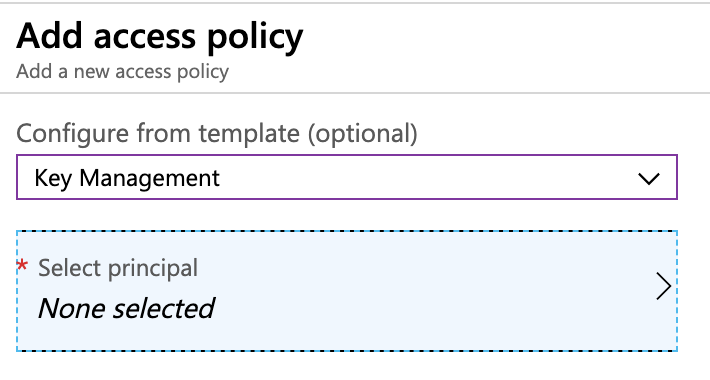 Add access policy
Add a new access policy
Configure from template (optional)
Key Management
* Select principal
None selected